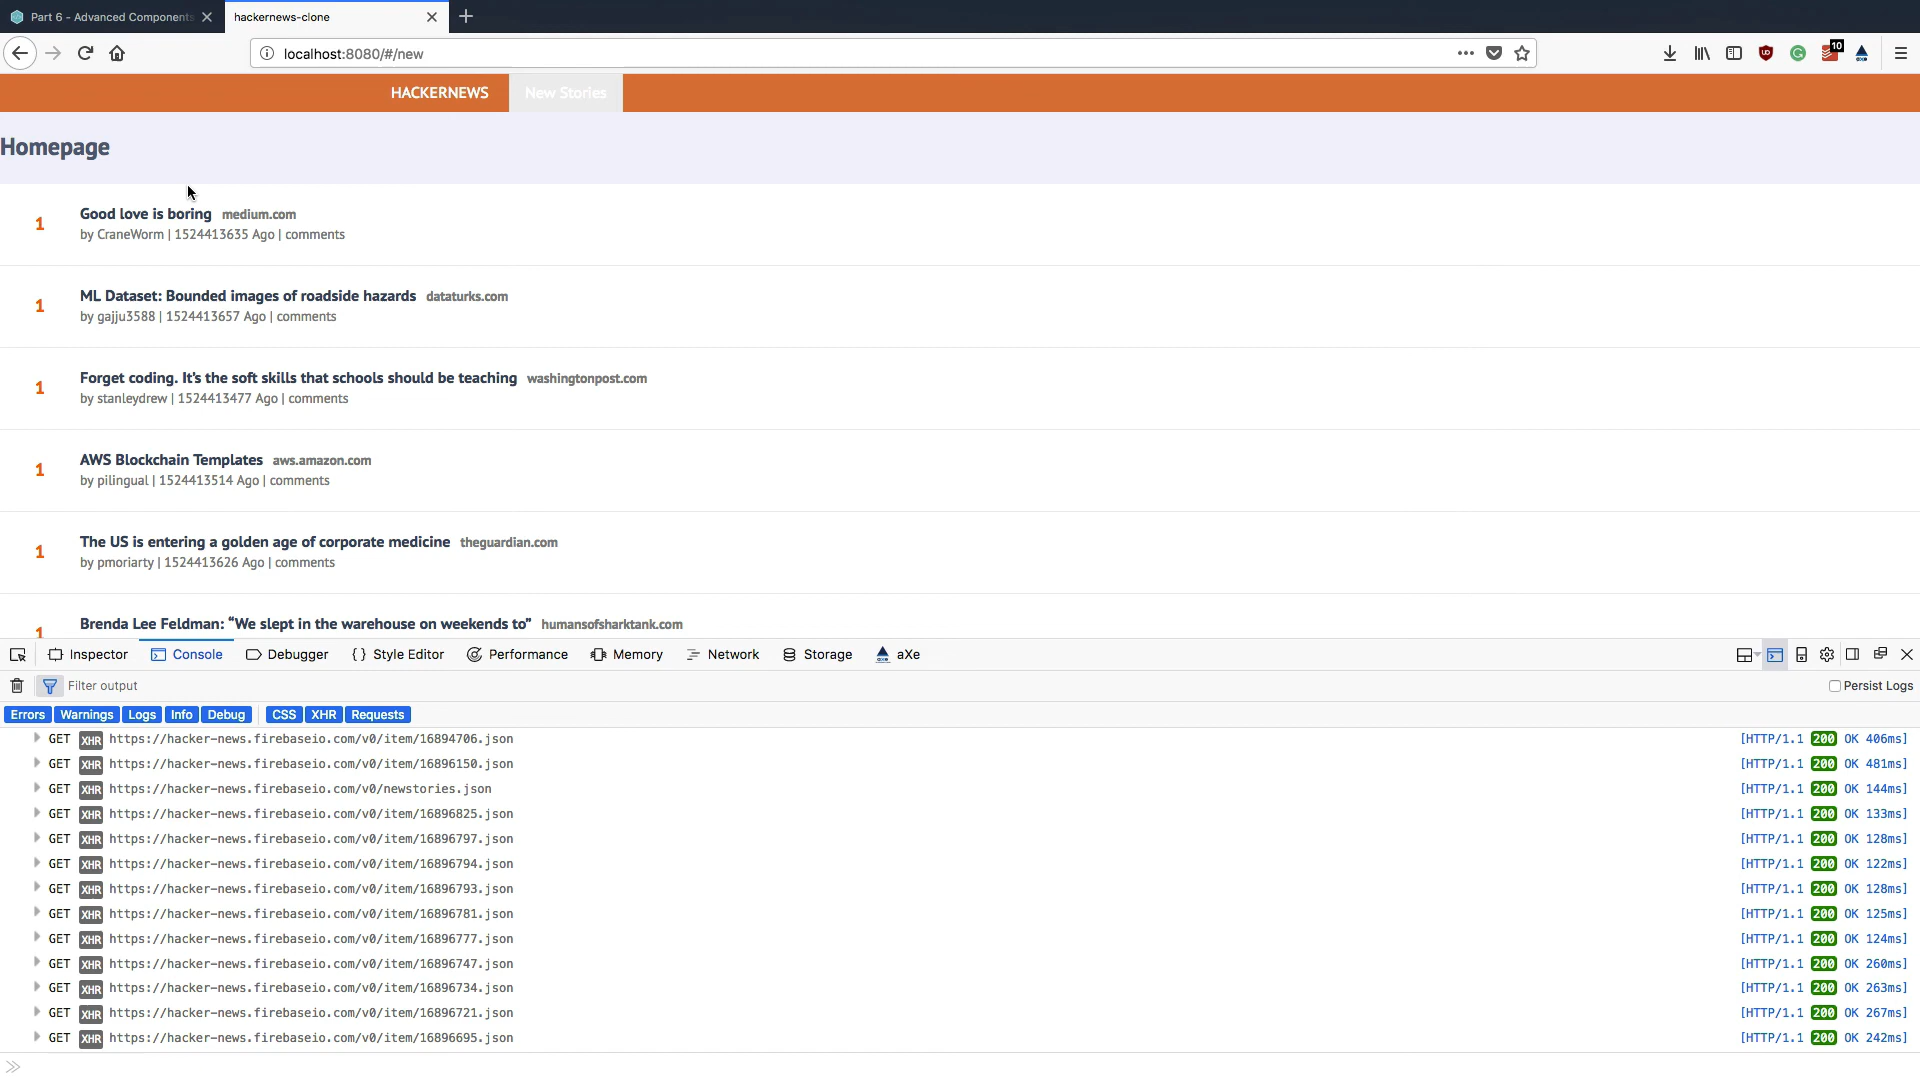 Part 6 - Advanced Components
hackernews-clone
localhost:8080/#/new
10
HACKERNEWS New Stories
Homepage
1
Good love is boring medium.com
by CraneWorm | 1524413635 Ago | comments
1
ML Dataset: Bounded images of roadside hazards dataturks.com
by gajju3588 | 1524413657 Ago | comments
1
Forget coding. It's the soft skills that schools should be teaching washingtonpost.com
by stanleydrew | 1524413477 Ago | comments
1
AWS Blockchain Templates aws.amazon.com
by pilingual | 1524413514 Ago | comments
1
The US is entering a golden age of corporate medicine theguardian.com
by pmoriarty | 1524413626 Ago | comments
1
Brenda Lee Feldman: “We slept in the warehouse on weekends to” humansofsharktank.com
Inspector Console Debugger Style Editor Performance Memory Network Storage aXe
Filter output Persist Logs
Errors Warnings Logs Info Debug CSS XHR Requests
GET XHR https://hacker-news.firebaseio.com/v0/item/16894706.json [HTTP/1.1 200 OK 406ms]
GET XHR https://hacker-news.firebaseio.com/v0/item/16896150.json [HTTP/1.1 200 OK 481ms]
GET XHR https://hacker-news.firebaseio.com/v0/newstories.json [HTTP/1.1 200 OK 144ms]
GET XHR https://hacker-news.firebaseio.com/v0/item/16896825.json [HTTP/1.1 200 OK 133ms]
GET XHR https://hacker-news.firebaseio.com/v0/item/16896797.json [HTTP/1.1 200 OK 128ms]
GET XHR https://hacker-news.firebaseio.com/v0/item/16896794.json [HTTP/1.1 200 OK 122ms]
GET XHR https://hacker-news.firebaseio.com/v0/item/16896793.json [HTTP/1.1 200 OK 128ms]
GET XHR https://hacker-news.firebaseio.com/v0/item/16896781.json [HTTP/1.1 200 OK 125ms]
GET XHR https://hacker-news.firebaseio.com/v0/item/16896777.json [HTTP/1.1 200 OK 124ms]
GET XHR https://hacker-news.firebaseio.com/v0/item/16896747.json [HTTP/1.1 200 OK 260ms]
GET XHR https://hacker-news.firebaseio.com/v0/item/16896734.json [HTTP/1.1 200 OK 263ms]
GET XHR https://hacker-news.firebaseio.com/v0/item/16896721.json [HTTP/1.1 200 OK 267ms]
GET XHR https://hacker-news.firebaseio.com/v0/item/16896695.json [HTTP/1.1 200 OK 242ms]